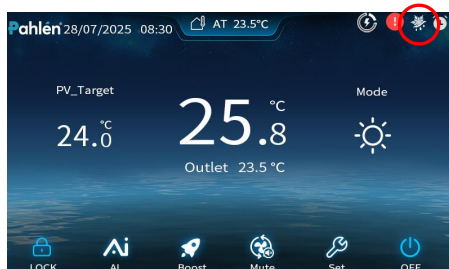 Pahlén 28/07/2025 08:30 AT 23.5°C
PV_Target
24.0 °C
25.8 °C
Outlet 23.5 °C
Mode
LOCK
AI
Boost
Mute
Set
OFF